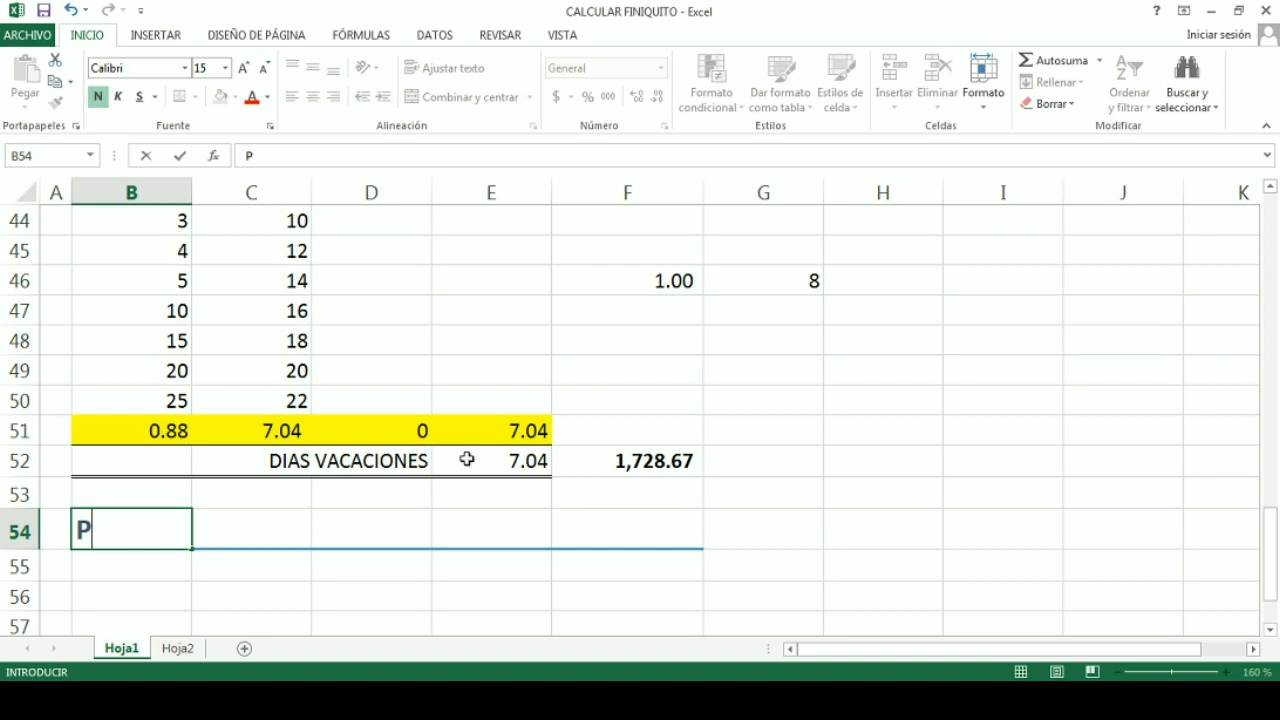 CALCULAR FINIQUITO - Excel
ARCHIVO INICIO INSERTAR DISEÑO DE PÁGINA FÓRMULAS DATOS REVISAR VISTA Iniciar sesión
Pegar
Portapapeles
Calibri 15
N K S
Fuente
Ajustar texto
Combinar y centrar
Alineación
General
$ % 000
Número
Formato condicional
Dar formato como tabla
Estilos de celda
Estilos
Insertar Eliminar Formato
Celdas
Autosuma
Rellenar
Borrar
Ordenar y filtrar
Buscar y seleccionar
Modificar
B54 fx P
A B C D E F G H I J K
44 3 10
45 4 12
46 5 14 1.00 8
47 10 16
48 15 18
49 20 20
50 25 22
51 0.88 7.04 0 7.04
52 DIAS VACACIONES 7.04 1,728.67
53
54 P
55
56
57
Hoja1 Hoja2
INTRODUCIR 160 %